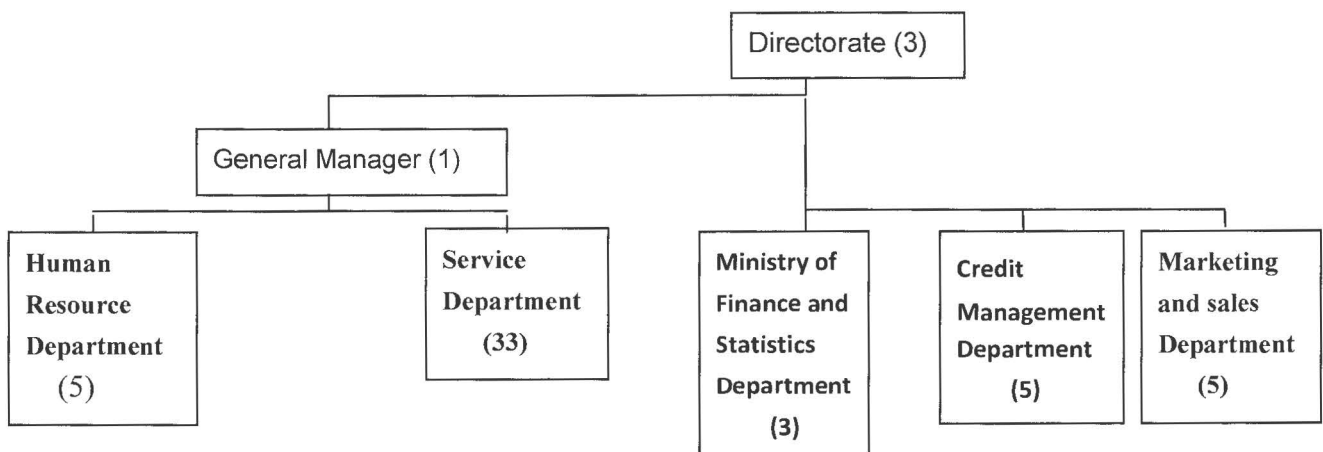 Directorate (3)
General Manager (1)
Human
Resource
Department
(5)
Service
Department
(33)
Ministry of
Finance and
Statistics
Department
(3)
Credit
Management
Department
(5)
Marketing
and sales
Department
(5)